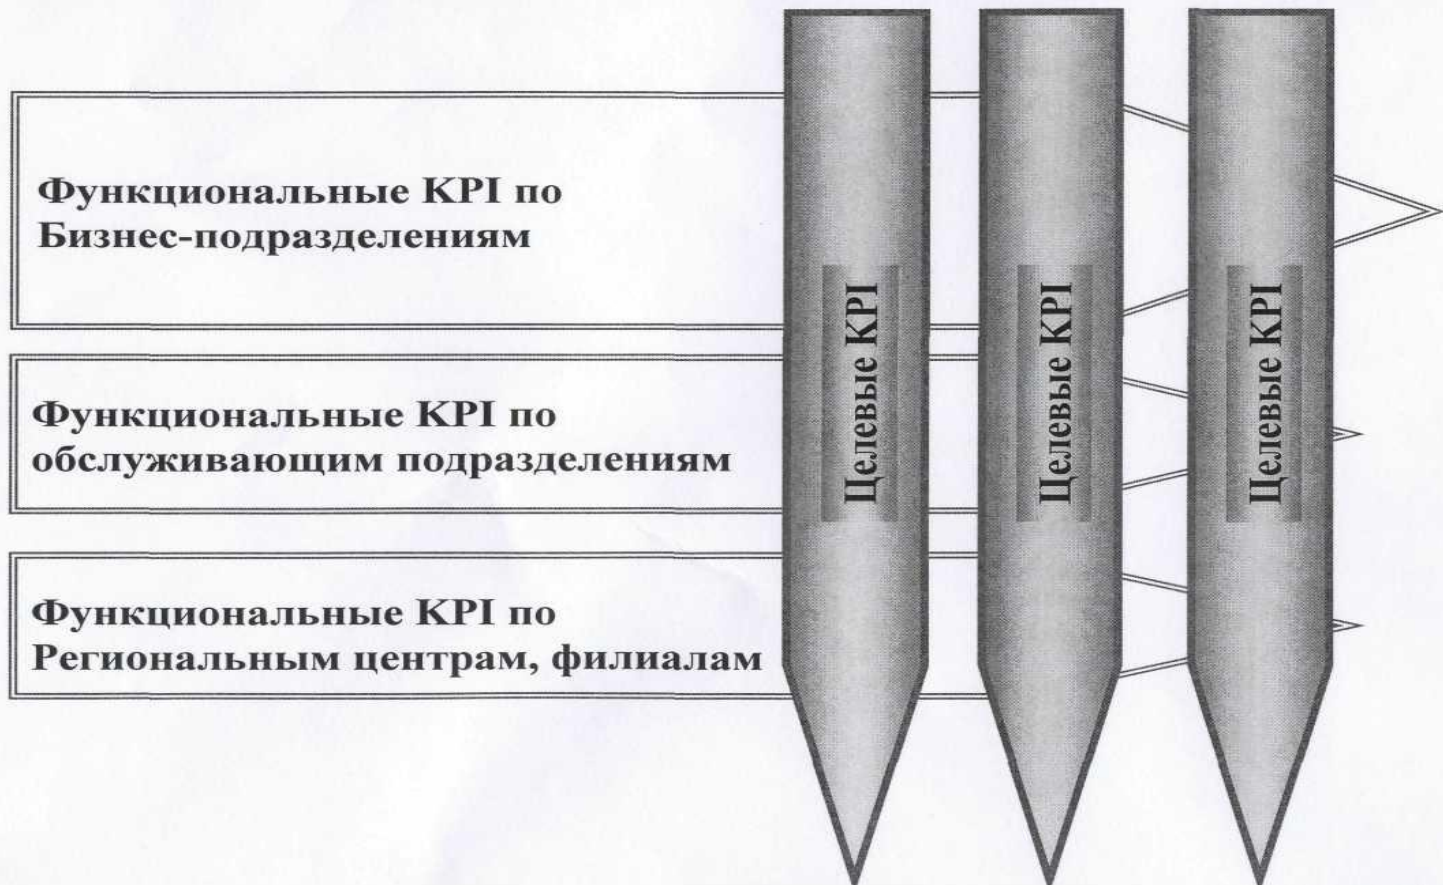 Функциональные KPI по
Бизнес-подразделениям
Функциональные KPI по
обслуживающим подразделениям
Функциональные KPI по
Региональным центрам, филиалам
Целевые KPI
Целевые KPI
Целевые KPI